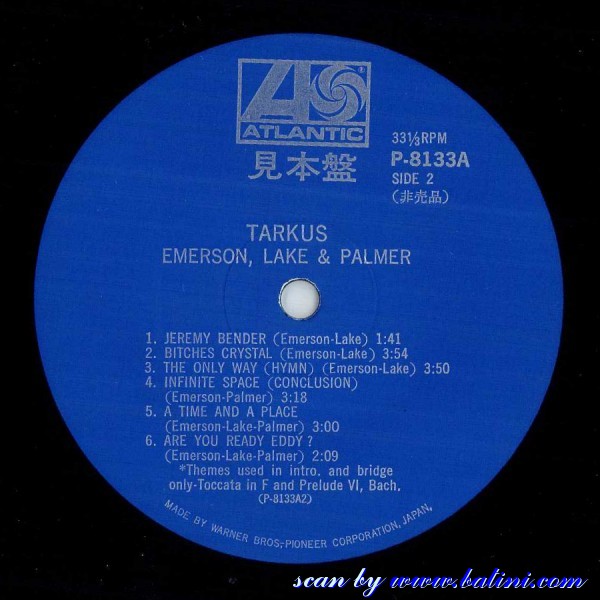 ATLANTIC
見本盤
33⅓RPM
P-8133A
SIDE 2
(非売品)
TARKUS
EMERSON, LAKE & PALMER
1. JEREMY BENDER (Emerson-Lake) 1:41
2. BITCHES CRYSTAL (Emerson-Lake) 3:54
3. THE ONLY WAY (HYMN) (Emerson-Lake) 3:50
4. INFINITE SPACE (CONCLUSION)
(Emerson-Palmer) 3:18
5. A TIME AND A PLACE
(Emerson-Lake-Palmer) 3:00
6. ARE YOU READY EDDY?
(Emerson-Lake-Palmer) 2:09
*Themes used in intro. and bridge
only-Toccata in F and Prelude VI, Bach.
(P-8133A2)
MADE BY WARNER BROS.-PIONEER CORPORATION, JAPAN.
scan by www.batini.com